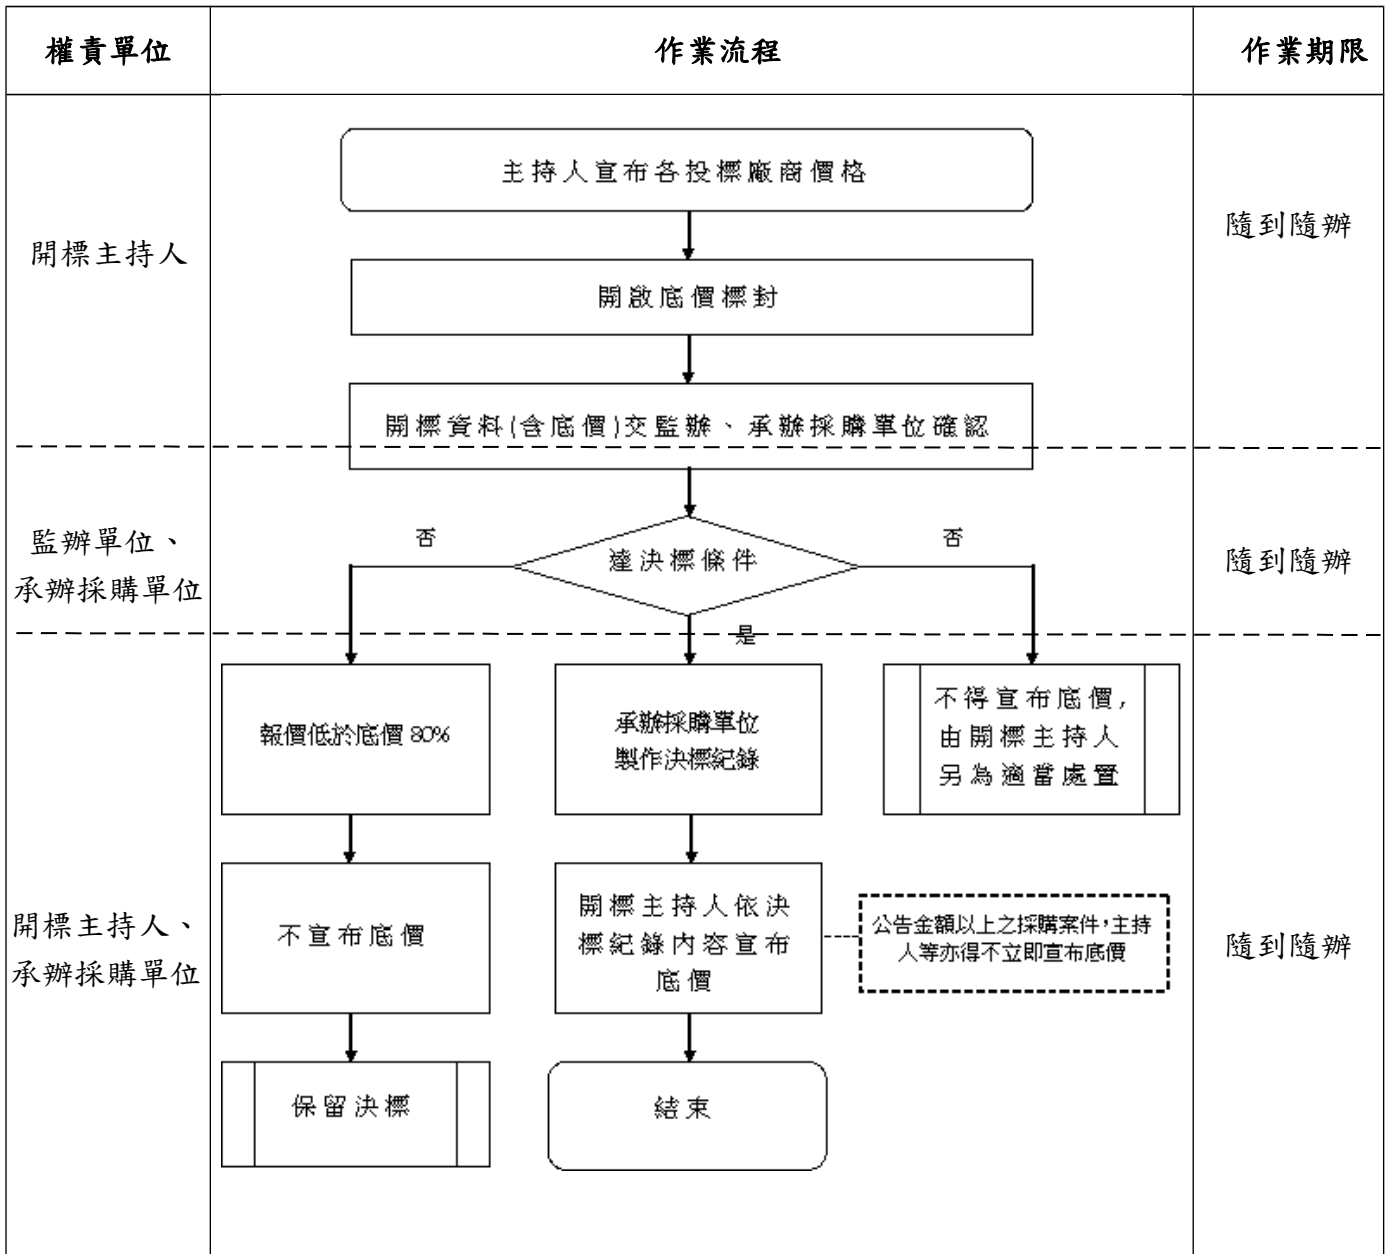 權責單位
作業流程
作業期限
開標主持人
主持人宣布各投標廠商價格
開啟底價標封
開標資料(含底價)交監辦、承辦採購單位確認
隨到隨辦
監辦單位、
承辦採購單位
否
達決標條件
否
是
隨到隨辦
開標主持人、
承辦採購單位
報價低於底價 80%
不宣布底價
保留決標
承辦採購單位
製作決標紀錄
開標主持人依決
標紀錄內容宣布
底價
結束
不得宣布底價,
由開標主持人
另為適當處置
公告金額以上之採購案件,主持
人等亦得不立即宣布底價
隨到隨辦